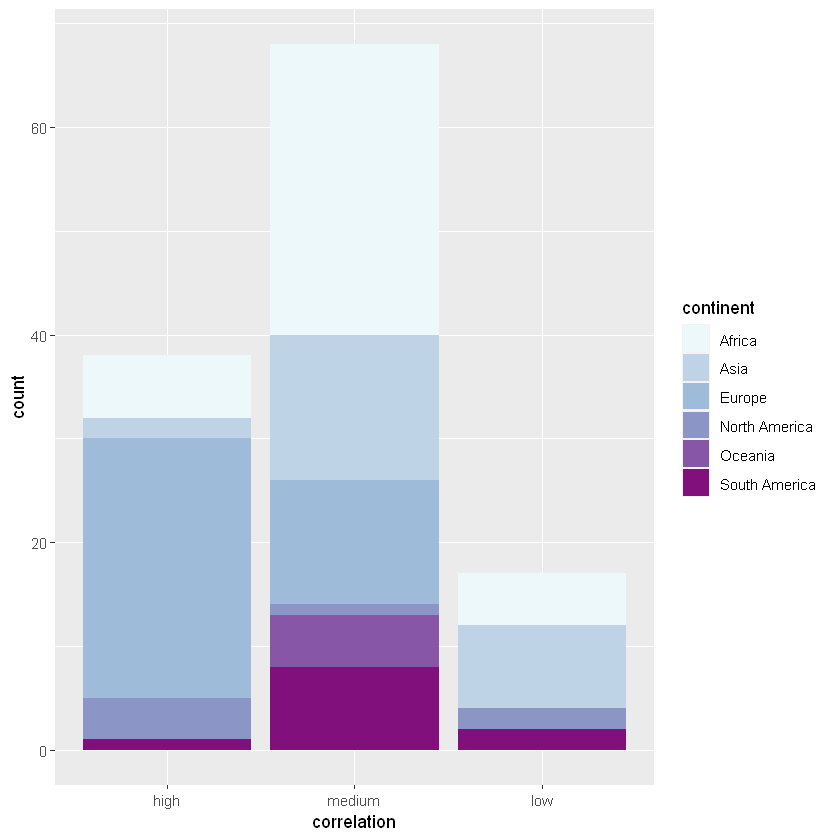 60
40
20
0
count
high medium low
correlation
continent
Africa
Asia
Europe
North America
Oceania
South America